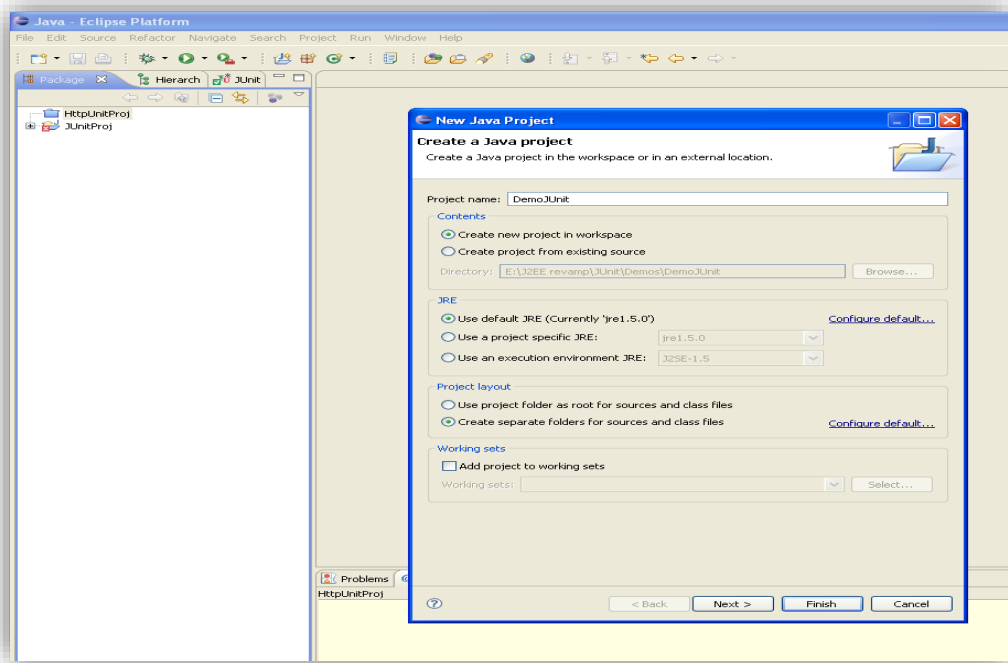 Java - Eclipse Platform
File Edit Source Refactor Navigate Search Project Run Window Help
Package Hierarch JUnit
HttpUnitProj
JUnitProj
New Java Project
Create a Java project
Create a Java project in the workspace or in an external location.
Project name: DemoJUnit
Contents
Create new project in workspace
Create project from existing source
Directory: E:\J2EE revamp\JUnit\Demos\DemoJUnit Browse...
JRE
Use default JRE (Currently 'jre1.5.0') Configure default...
Use a project specific JRE: jre1.5.0
Use an execution environment JRE: J2SE-1.5
Project layout
Use project folder as root for sources and class files
Create separate folders for sources and class files Configure default...
Working sets
Add project to working sets
Working sets: Select...
Problems
HttpUnitProj
< Back Next > Finish Cancel